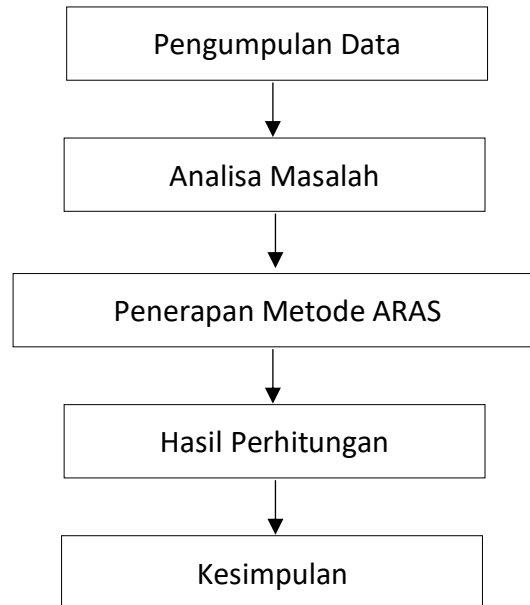 Pengumpulan Data
Analisa Masalah
Penerapan Metode ARAS
Hasil Perhitungan
Kesimpulan